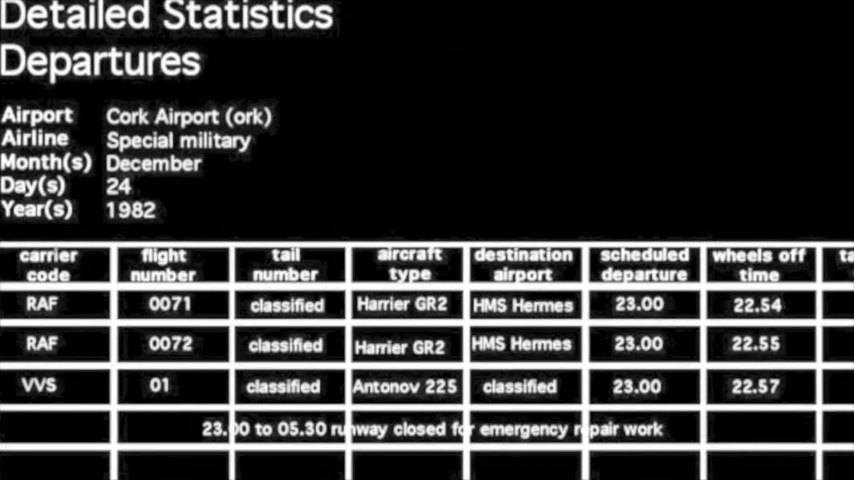 Detailed Statistics
Departures
Airport Cork Airport (ork)
Airline Special military
Month(s) December
Day(s) 24
Year(s) 1982
carrier code flight number tail number aircraft type destination airport scheduled departure wheels off time
RAF 0071 classified Harrier GR2 HMS Hermes 23.00 22.54
RAF 0072 classified Harrier GR2 HMS Hermes 23.00 22.55
VVS 01 classified Antonov 225 classified 23.00 22.57
23.00 to 05.30 runway closed for emergency repair work